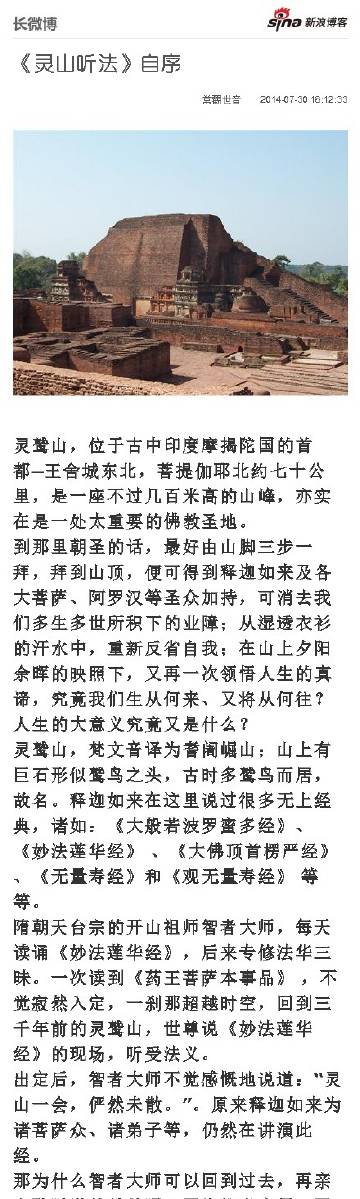 长微博
sina 新浪博客
《灵山听法》自序
2014-07-30 16:12:33
灵鹫山，位于古中印度摩揭陀国的首
都—王舍城东北，菩提伽耶北约七十公
里，是一座不过几百米高的山峰，亦实
在是一处太重要的佛教圣地。
到那里朝圣的话，最好由山脚三步一
拜，拜到山顶，便可得到释迦如来及各
大菩萨、阿罗汉等圣众加持，可消去我
们多生多世所积下的业障；从湿透衣衫
的汗水中，重新反省自我；在山上夕阳
余晖的映照下，又再一次领悟人生的真
谛，究竟我们生从何来、又将从何往？
人生的大意义究竟又是什么？
灵鹫山，梵文音译为耆阇崛山；山上有
巨石形似鹫鸟之头，古时多鹫鸟而居，
故名。释迦如来在这里说过很多无上经
典，诸如：《大般若波罗蜜多经》、
《妙法莲华经》 、《大佛顶首楞严经》
、《无量寿经》和《观无量寿经》 等
等。
隋朝天台宗的开山祖师智者大师，每天
读诵《妙法莲华经》，后来专修法华三
昧。一次读到《药王菩萨本事品》 ，不
觉寂然入定，一刹那超越时空，回到三
千年前的灵鹫山，世尊说《妙法莲华
经》的现场，听受法义。
出定后，智者大师不觉感慨地说道：“灵
山一会，俨然未散。”。原来释迦如来为
诸菩萨众、诸弟子等，仍然在讲演此
经。
那为什么智者大师可以回到过去，再亲